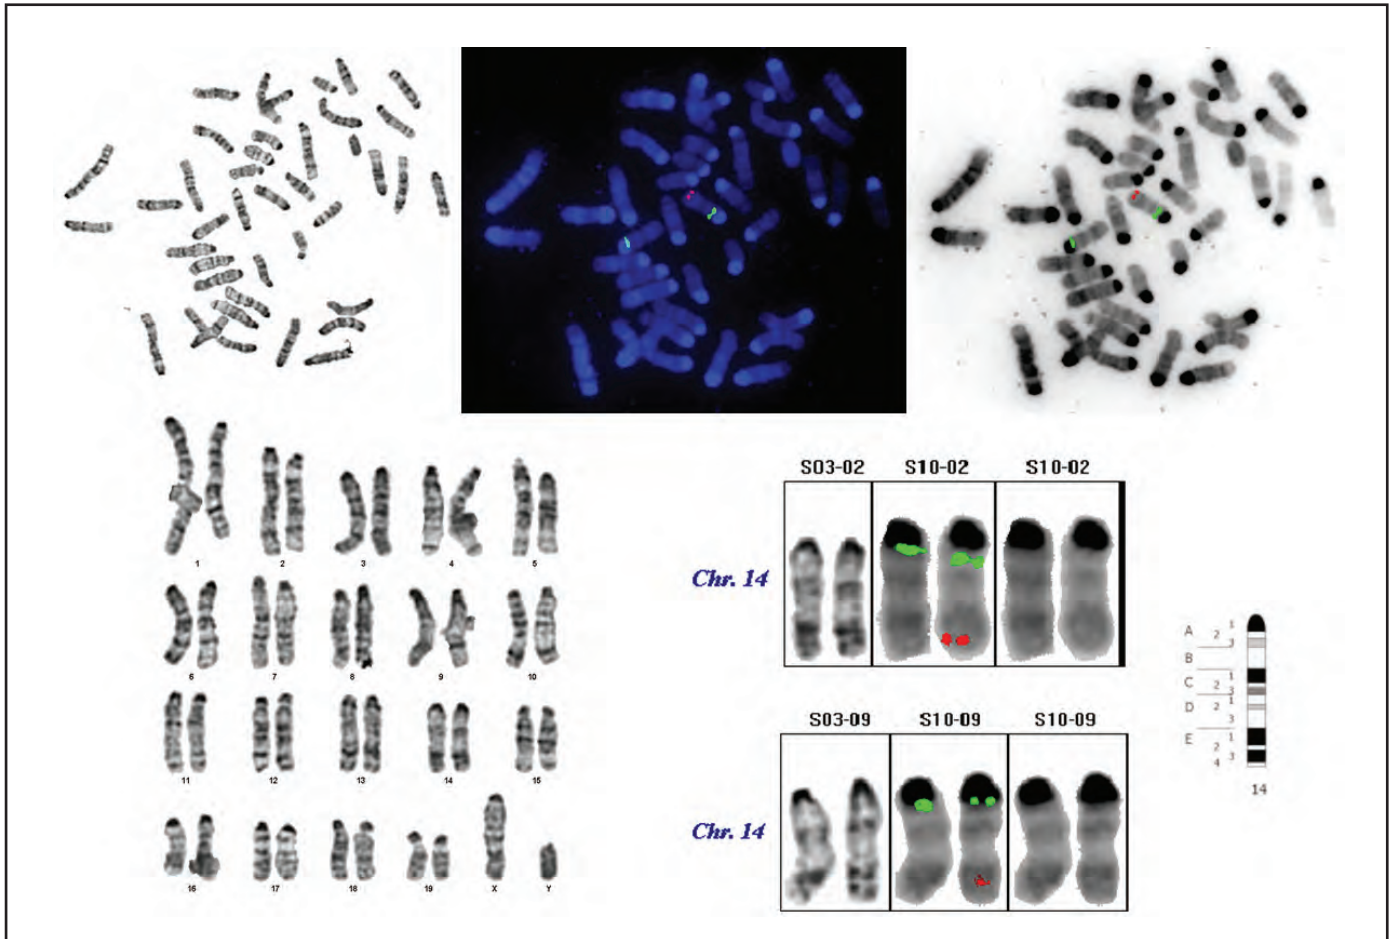 1 2 3 4 5
6 7 8 9 10
11 12 13 14 15
16 17 18 19 X Y
S03-02 S10-02 S10-02
Chr. 14
S03-09 S10-09 S10-09
Chr. 14
A 2 1
3
B
C 1
2 3
D 2 1
3
E 1
2
3
4
14